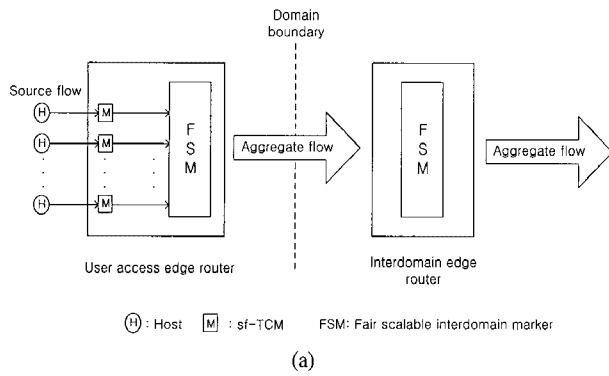 Domain
boundary
Source flow
H
M
H
M
H
M
F
S
M
Aggregate flow
F
S
M
Aggregate flow
User access edge router
Interdomain edge
router
H : Host M : sf-TCM FSM: Fair scalable interdomain marker
(a)